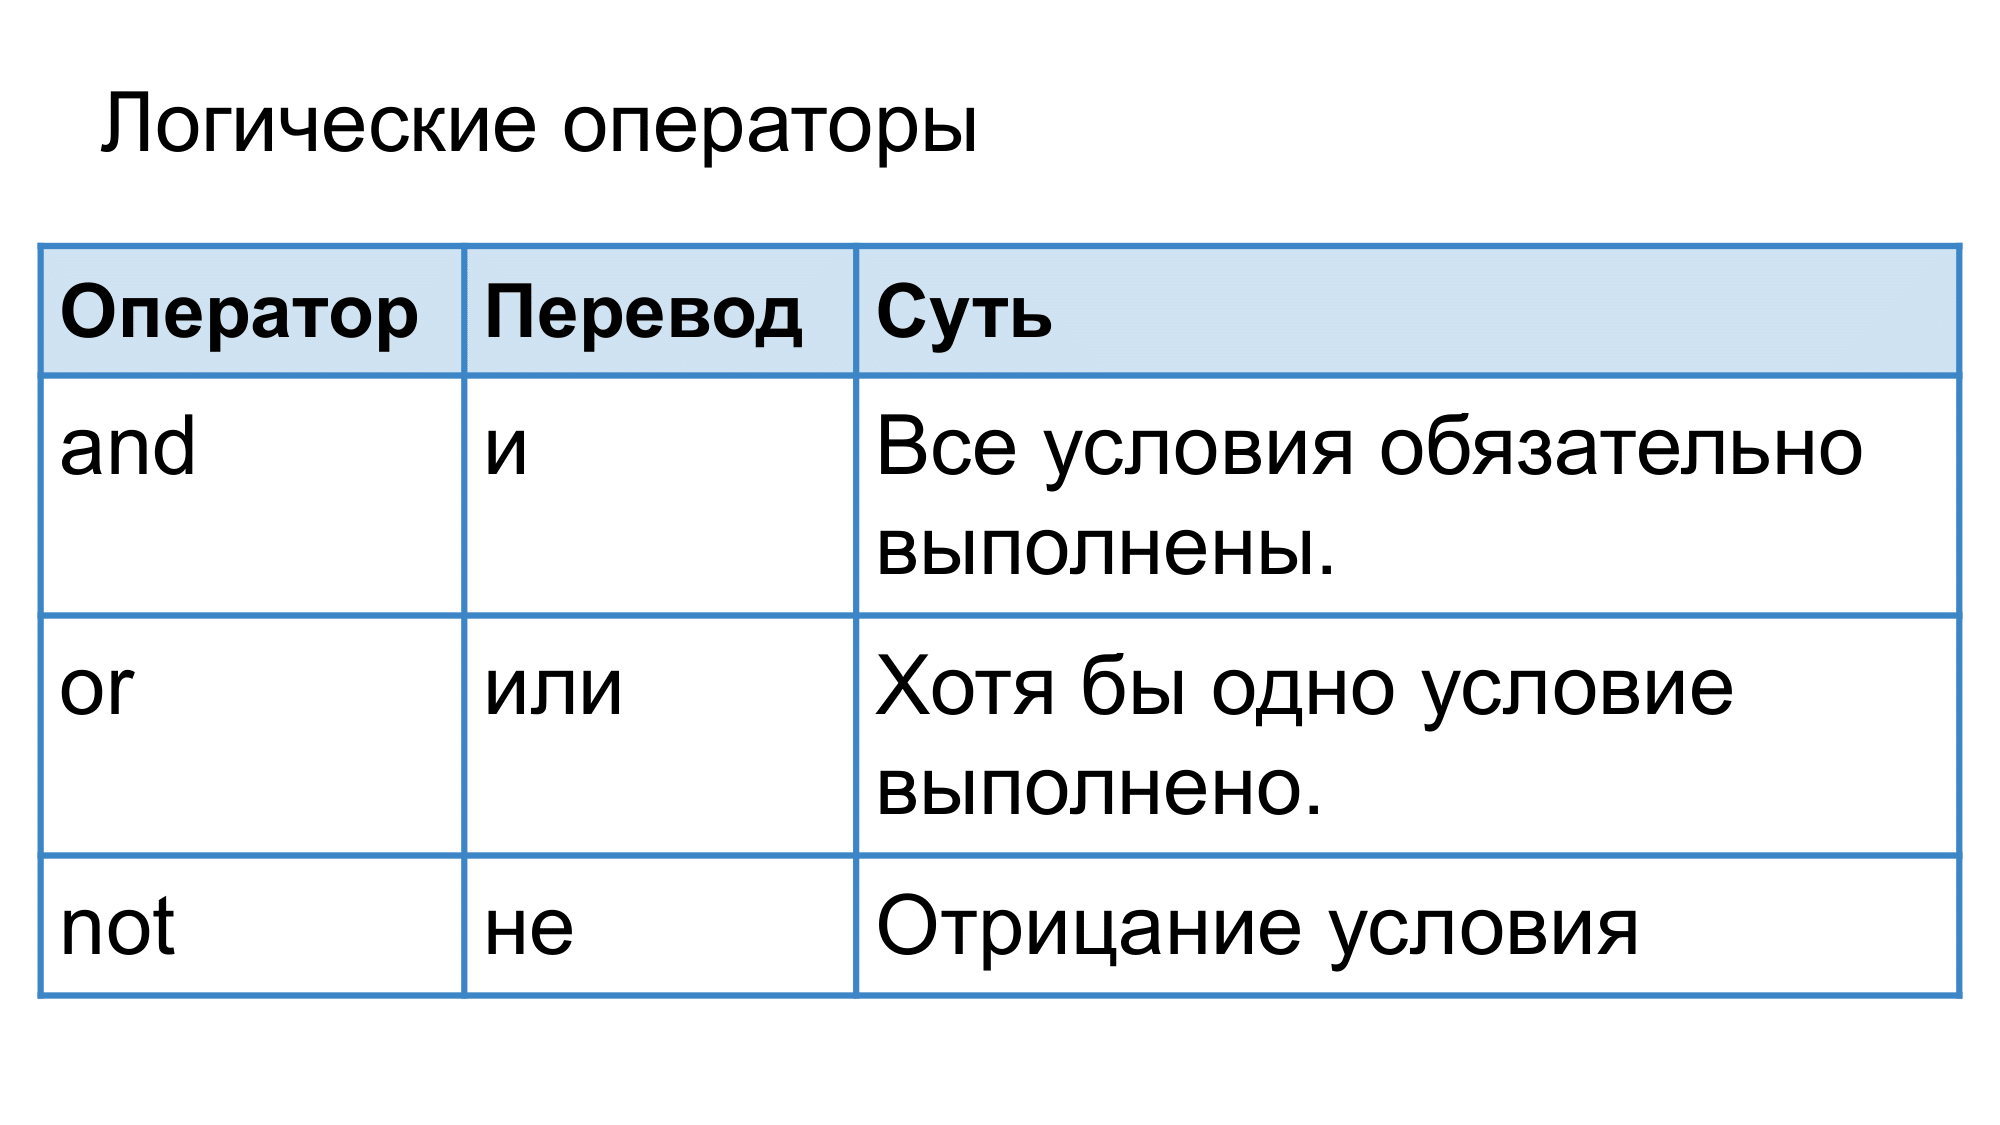 Логические операторы
Оператор Перевод Суть
and и Все условия обязательно
выполнены.
or или Хотя бы одно условие
выполнено.
not не Отрицание условия